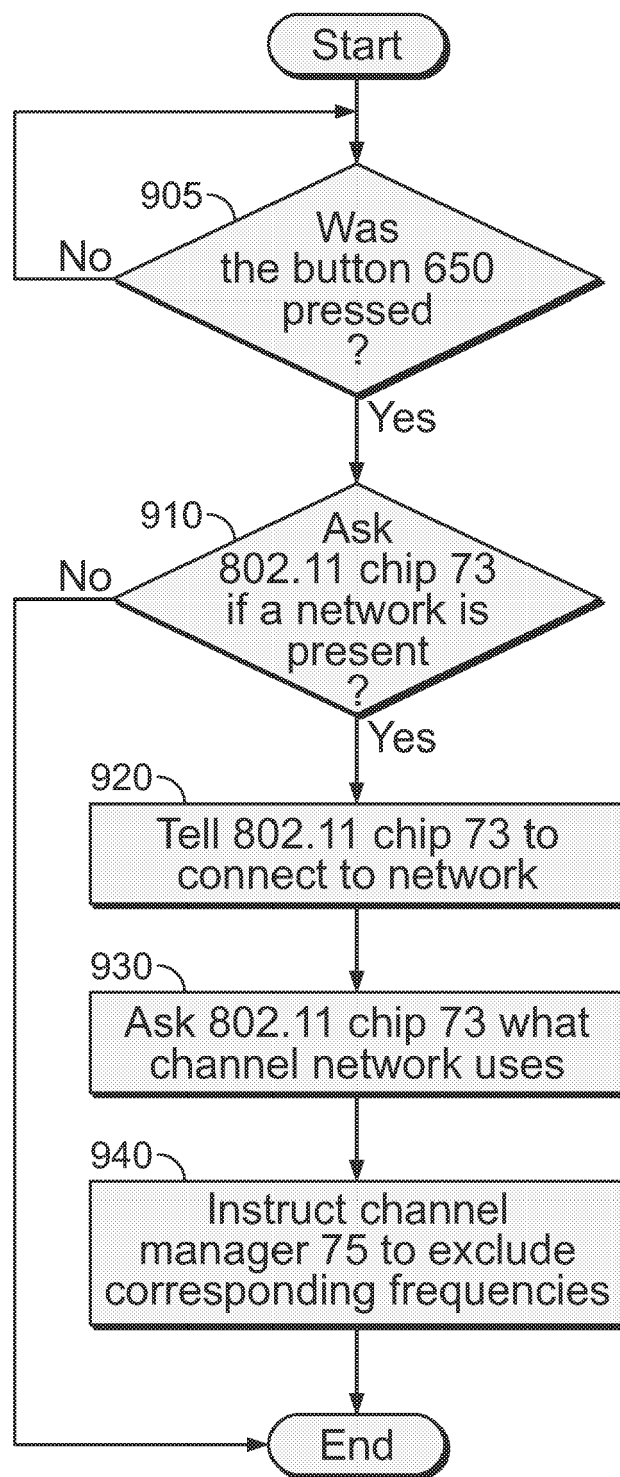 Start
905
Was
the button 650
pressed
?
No
Yes
910
Ask
802.11 chip 73
if a network is
present
?
No
Yes
920
Tell 802.11 chip 73 to
connect to network
930
Ask 802.11 chip 73 what
channel network uses
940
Instruct channel
manager 75 to exclude
corresponding frequencies
End